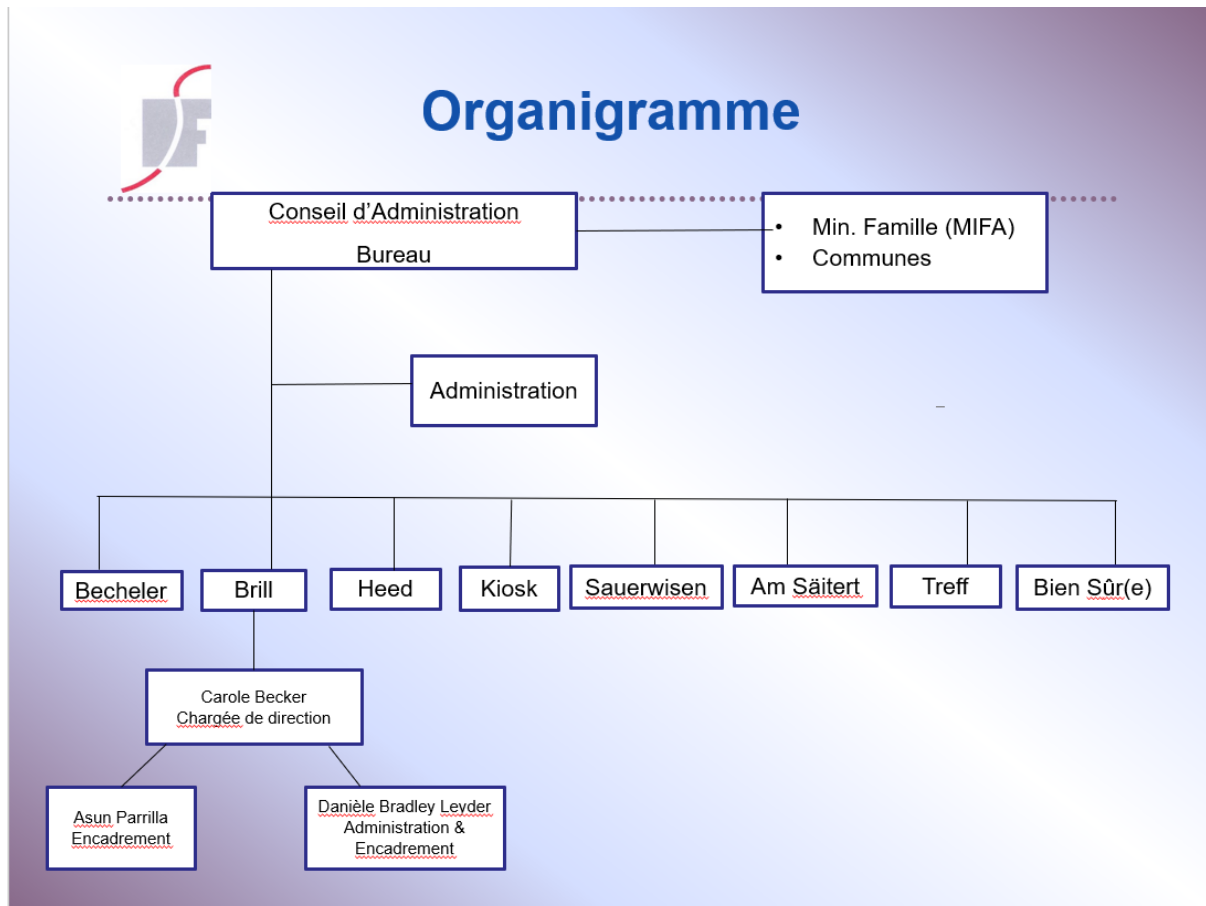 Organigramme
Conseil d’Administration
Bureau
• Min. Famille (MIFA)
• Communes
Administration
Becheler
Brill
Heed
Kiosk
Sauerwisen
Am Säitert
Treff
Bien Sûr(e)
Carole Becker
Chargée de direction
Asun Parrilla
Encadrement
Danièle Bradley Leyder
Administration &
Encadrement